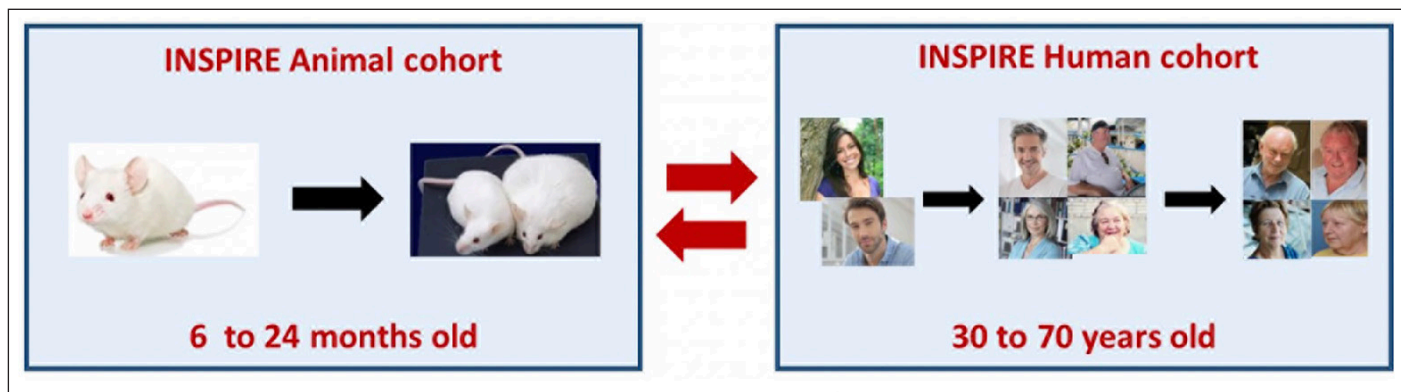 INSPIRE Animal cohort
6 to 24 months old
INSPIRE Human cohort
30 to 70 years old